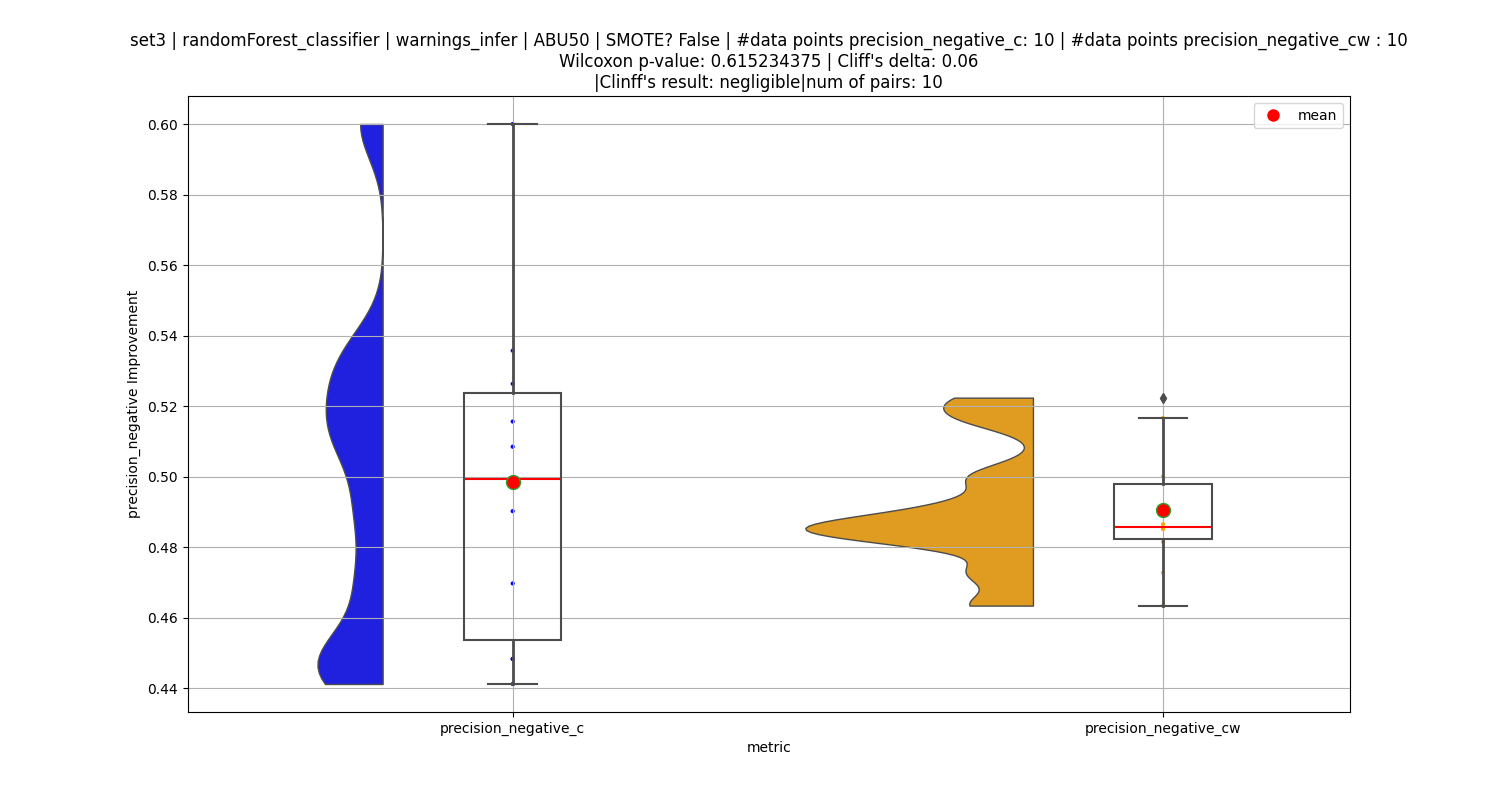 set3 | randomForest_classifier | warnings_infer | ABU50 | SMOTE? False | #data points precision_negative_c: 10 | #data points precision_negative_cw : 10
Wilcoxon p-value: 0.615234375 | Cliff's delta: 0.06
|Clinff's result: negligible|num of pairs: 10
mean
0.60
0.58
0.56
0.54
0.52
0.50
0.48
0.46
0.44
precision_negative Improvement
precision_negative_c
precision_negative_cw
metric